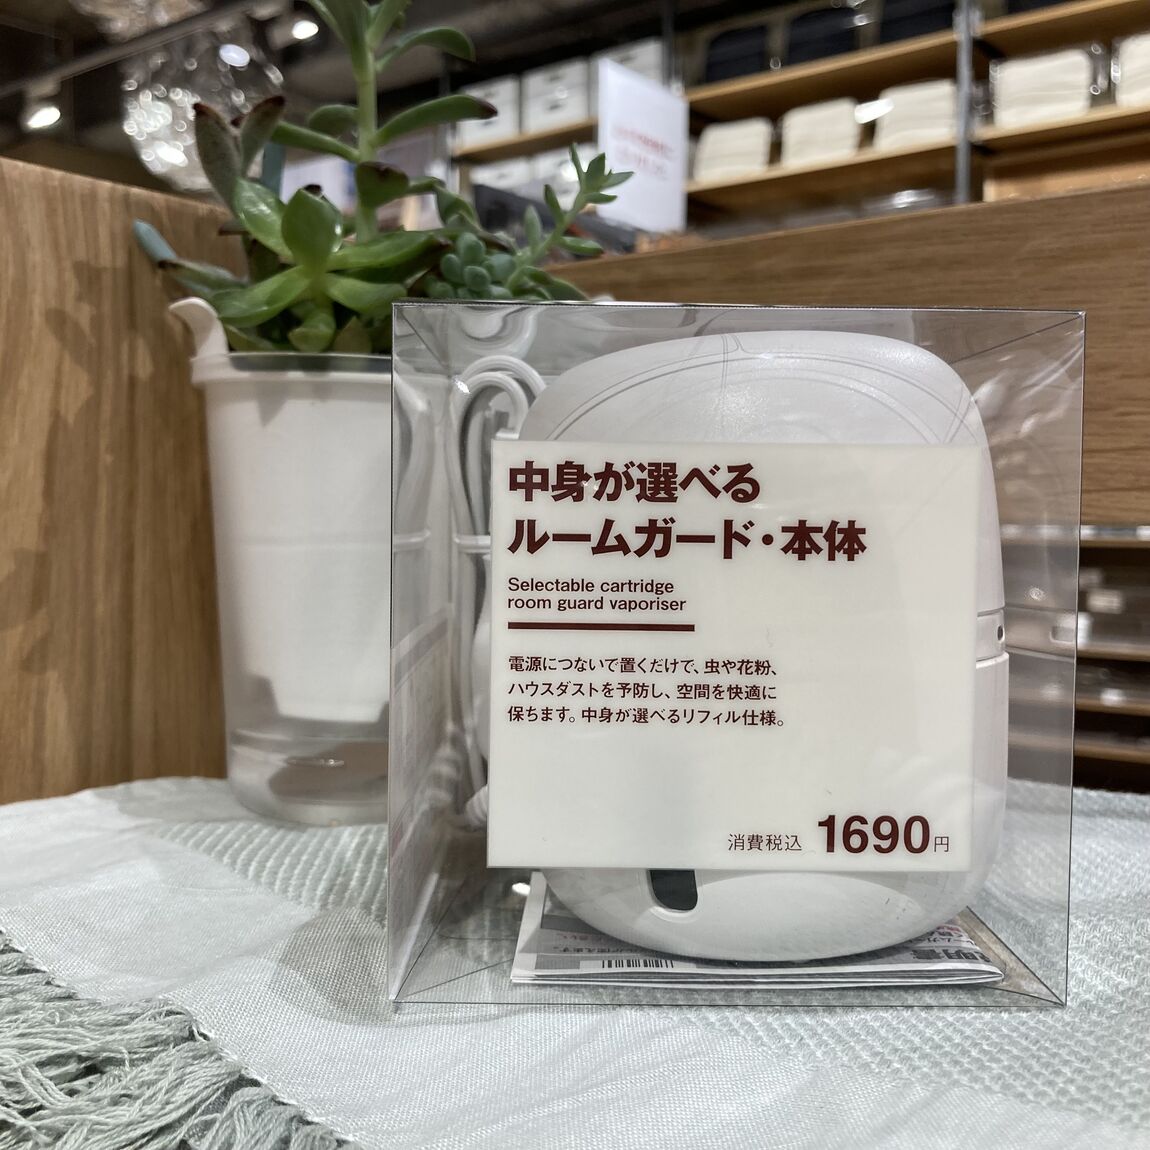 中身が選べる
ルームガード・本体
Selectable cartridge
room guard vaporiser
電源につないで置くだけで、虫や花粉、
ハウスダストを予防し、空間を快適に
保ちます。中身が選べるリフィル仕様。
消費税込 1690円